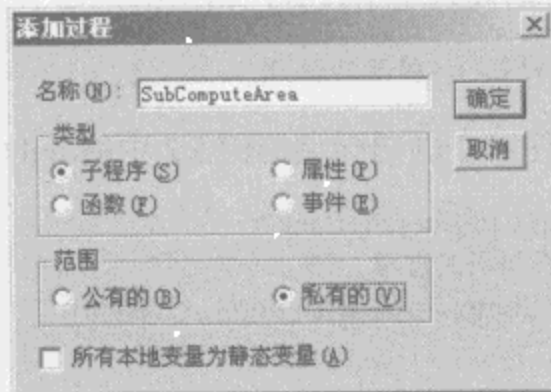 添加过程
名称(N): SubComputeArea
确定
类型
取消
子程序(S) 属性(P)
函数(F) 事件(E)
范围
公有的(B) 私有的(V)
所有本地变量为静态变量(A)